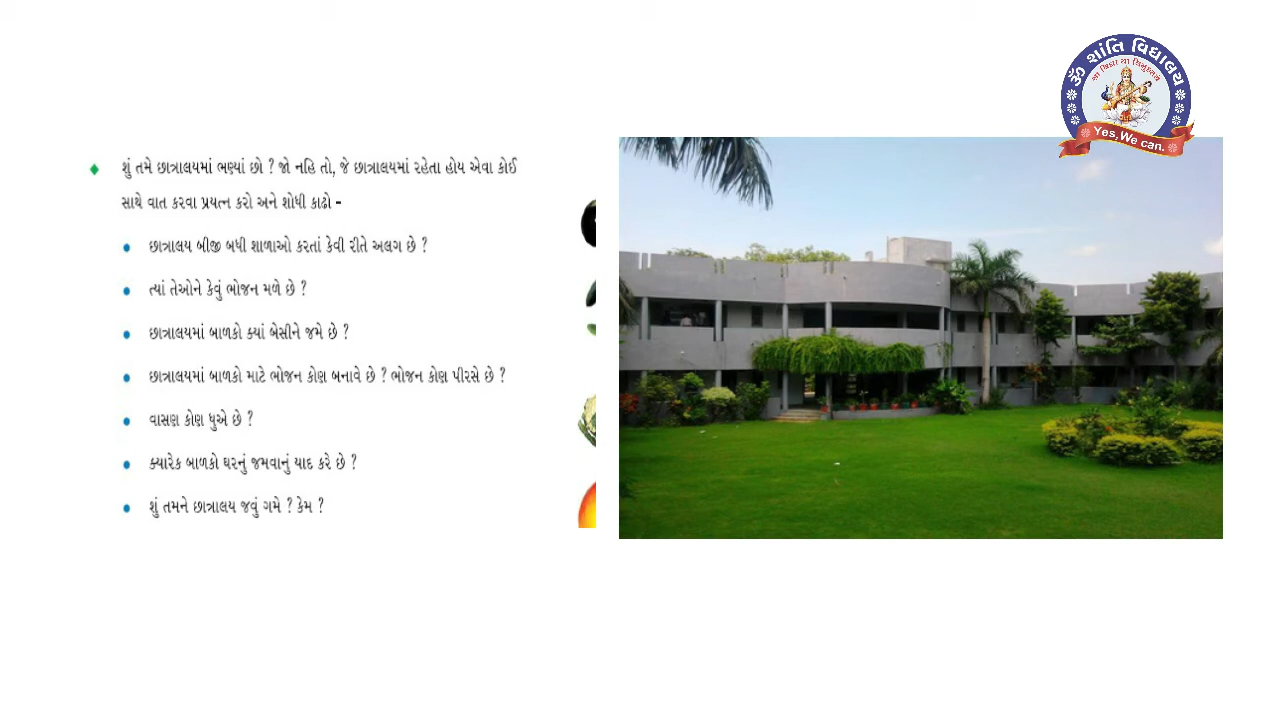 ૐ શાંતિ વિદ્યાલય
સા વિદ્યા યા વિમુક્તયે
Yes, We can.
શું તમે છાત્રાલયમાં ભણ્યાં છો ? જો નહિ તો, જે છાત્રાલયમાં રહેતા હોય એવા કોઈ
સાથે વાત કરવા પ્રયત્ન કરો અને શોધી કાઢો -
છાત્રાલય બીજી બધી શાળાઓ કરતાં કેવી રીતે અલગ છે ?
ત્યાં તેઓને કેવું ભોજન મળે છે ?
છાત્રાલયમાં બાળકો ક્યાં બેસીને જમે છે ?
છાત્રાલયમાં બાળકો માટે ભોજન કોણ બનાવે છે ? ભોજન કોણ પીરસે છે ?
વાસણ કોણ ધુએ છે ?
ક્યારેક બાળકો ઘરનું જમવાનું યાદ કરે છે ?
શું તમને છાત્રાલય જવું ગમે ? કેમ ?